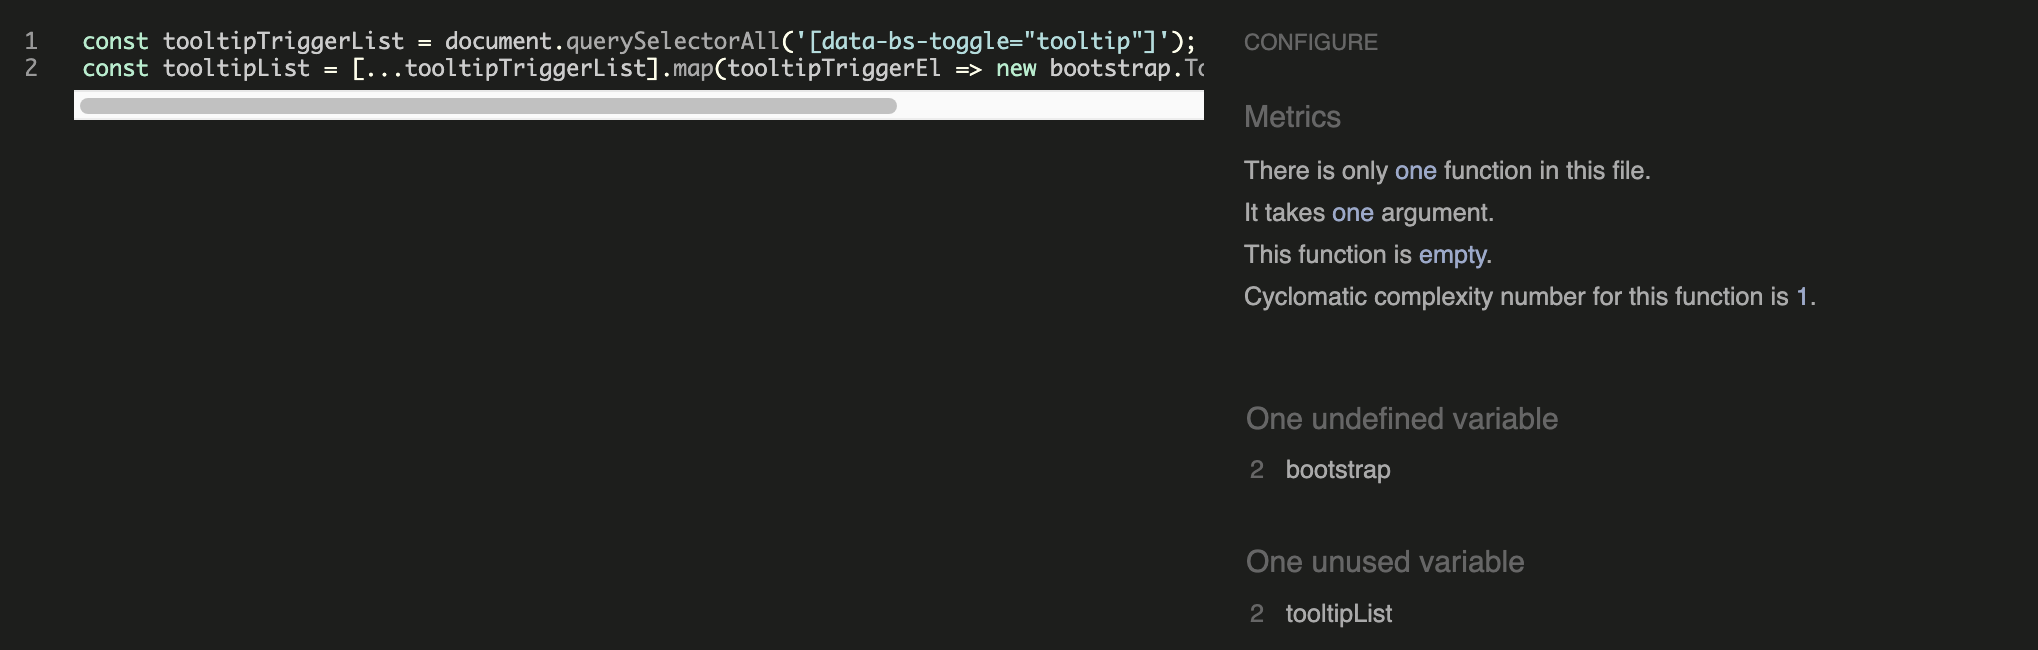 1 const tooltipTriggerList = document.querySelectorAll('[data-bs-toggle="tooltip"]');
2 const tooltipList = [...tooltipTriggerList].map(tooltipTriggerEl => new bootstrap.To
CONFIGURE
Metrics
There is only one function in this file.
It takes one argument.
This function is empty.
Cyclomatic complexity number for this function is 1.
One undefined variable
2 bootstrap
One unused variable
2 tooltipList